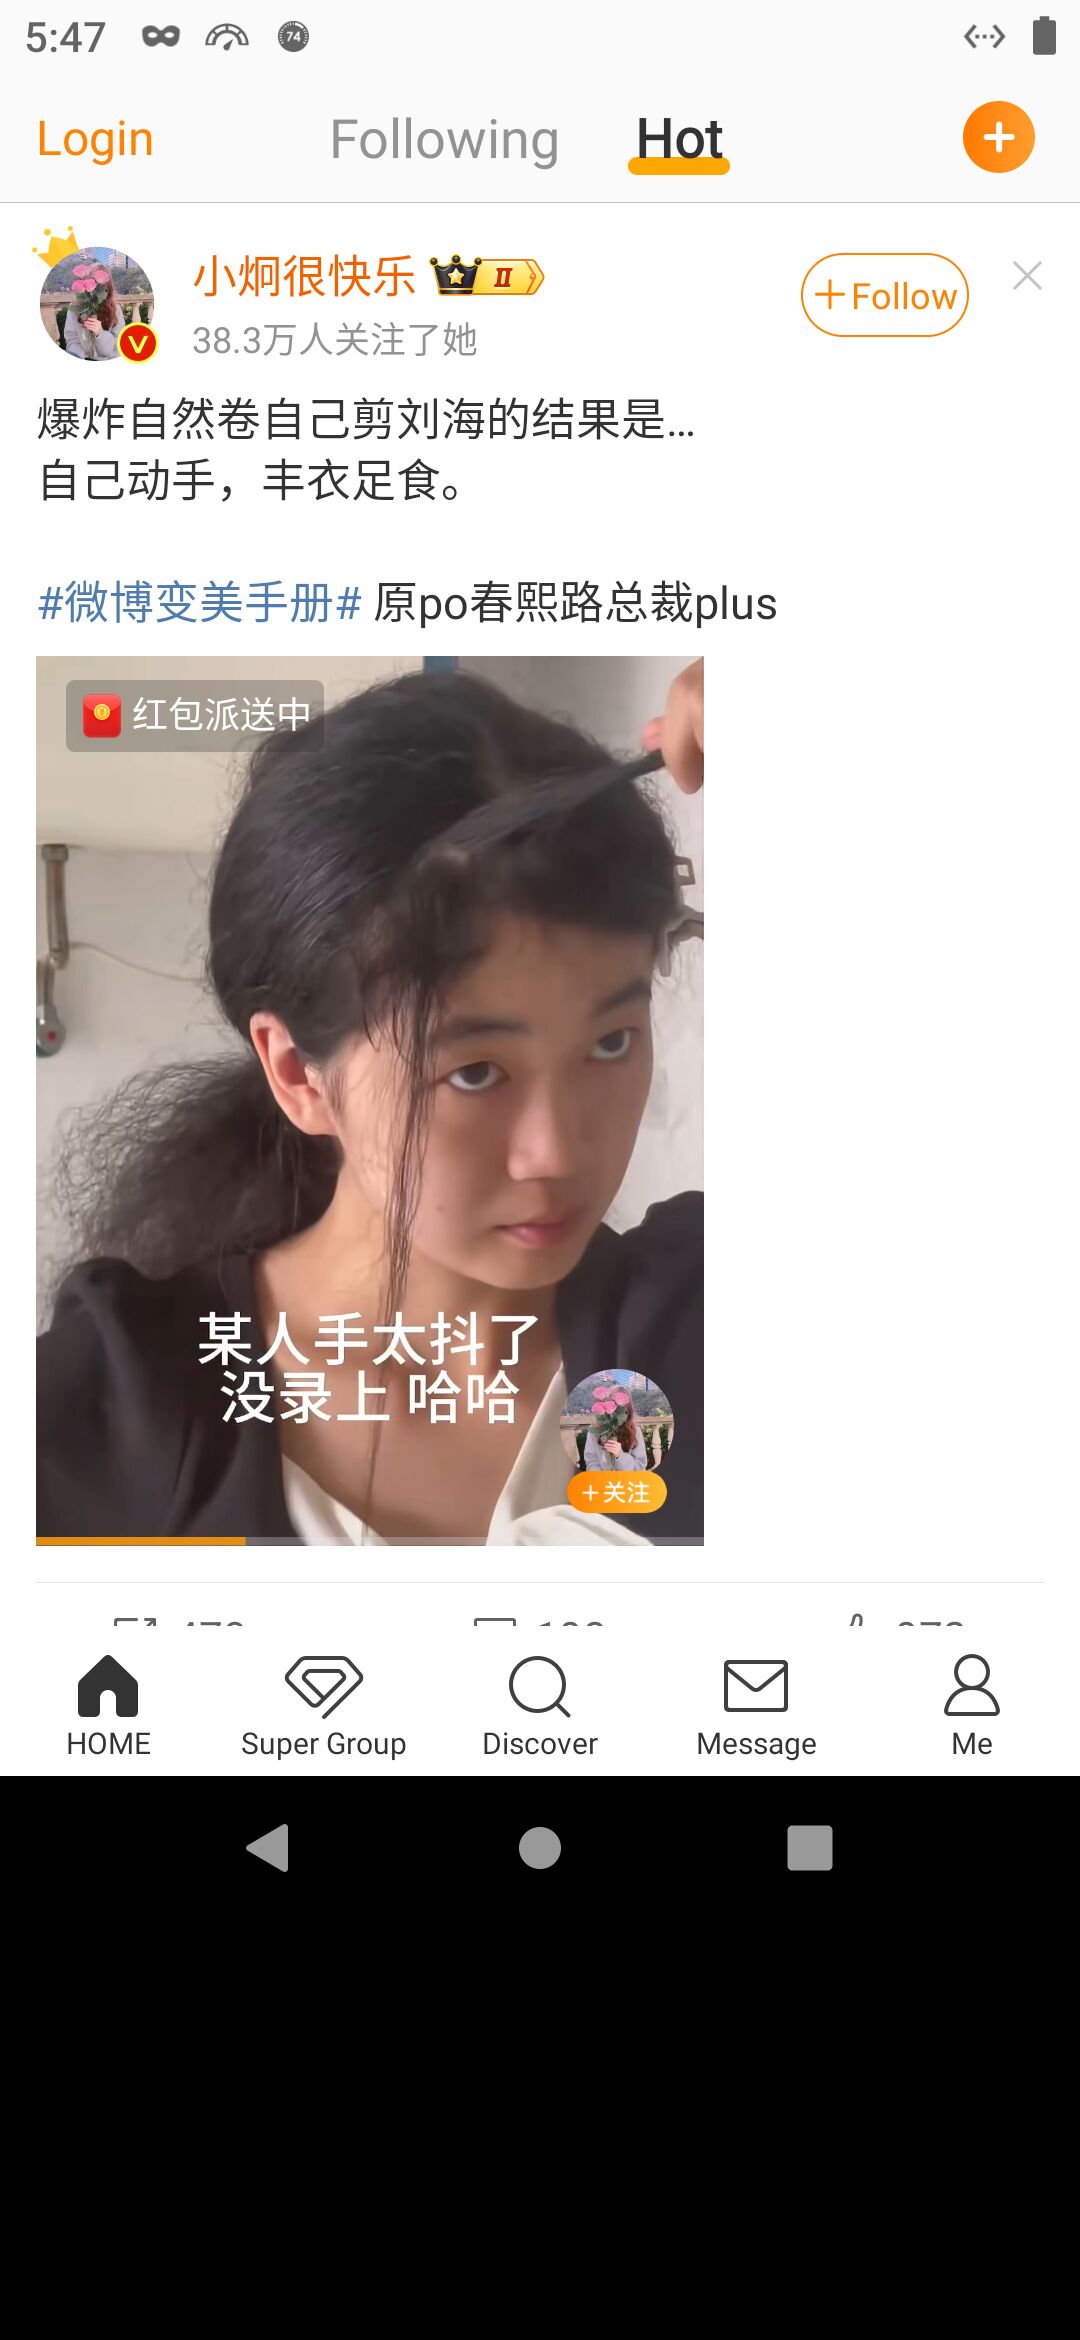 5:47
74
Login
Following
Hot
小炯很快乐
II
+Follow
38.3万人关注了她
爆炸自然卷自己剪刘海的结果是...
自己动手，丰衣足食。
#微博变美手册# 原po春熙路总裁plus
红包派送中
某人手太抖了
没录上 哈哈
+关注
HOME
Super Group
Discover
Message
Me